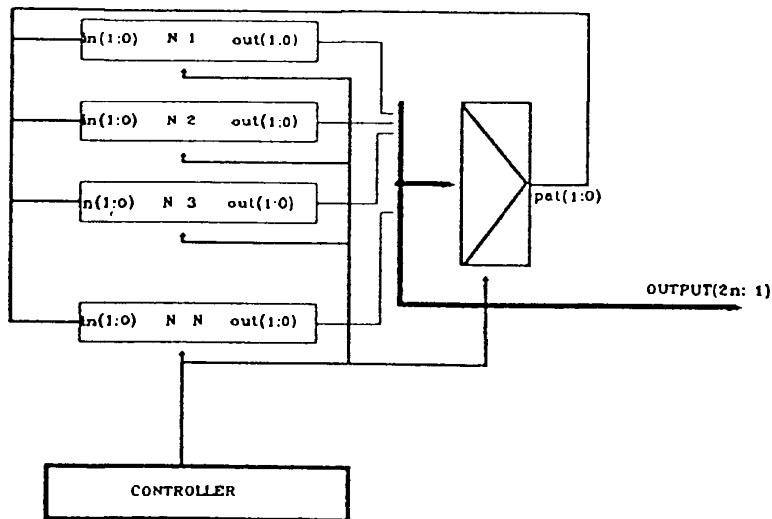 in(1:0) N 1 out(1:0)
in(1:0) N 2 out(1:0)
n(1:0) N 3 out(1:0)
pat(1:0)
OUTPUT(2n: 1)
in(1:0) N N out(1:0)
CONTROLLER